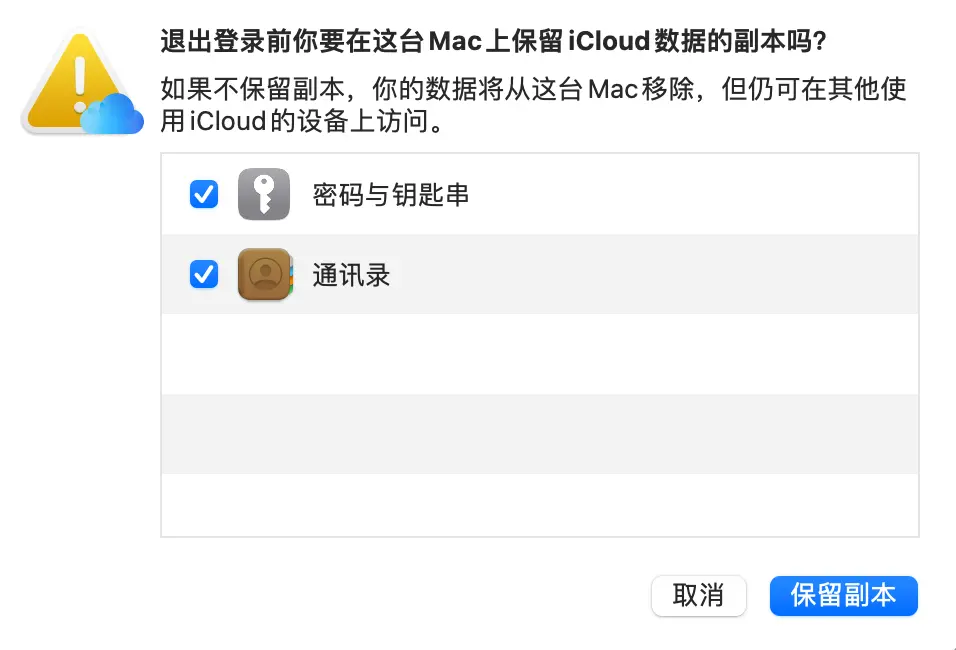 退出登录前你要在这台Mac上保留iCloud数据的副本吗?
如果不保留副本，你的数据将从这台Mac移除，但仍可在其他使
用iCloud的设备上访问。
密码与钥匙串
通讯录
取消
保留副本